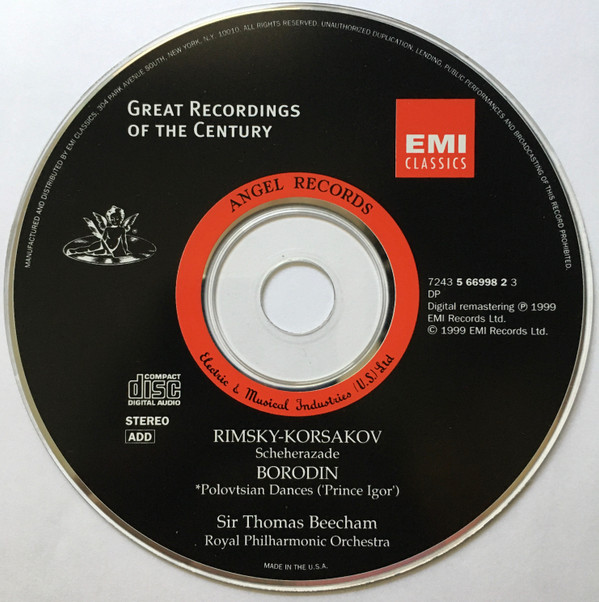 MANUFACTURED AND DISTRIBUTED BY EMI CLASSICS, 304 PARK AVENUE SOUTH, NEW YORK, N.Y. 10010. ALL RIGHTS RESERVED. UNAUTHORIZED DUPLICATION, LENDING, PUBLIC PERFORMANCES AND BROADCASTING OF THIS RECORD PROHIBITED.
GREAT RECORDINGS
OF THE CENTURY
EMI
CLASSICS
ANGEL RECORDS
7243 5 66998 2 3
DP
Digital remastering ℗ 1999
EMI Records Ltd.
© 1999 EMI Records Ltd.
Electric & Musical Industries (U.S.) Ltd
COMPACT
disc
DIGITAL AUDIO
STEREO
ADD
RIMSKY-KORSAKOV
Scheherazade
BORODIN
*Polovtsian Dances ('Prince Igor')
Sir Thomas Beecham
Royal Philharmonic Orchestra
MADE IN THE U.S.A.